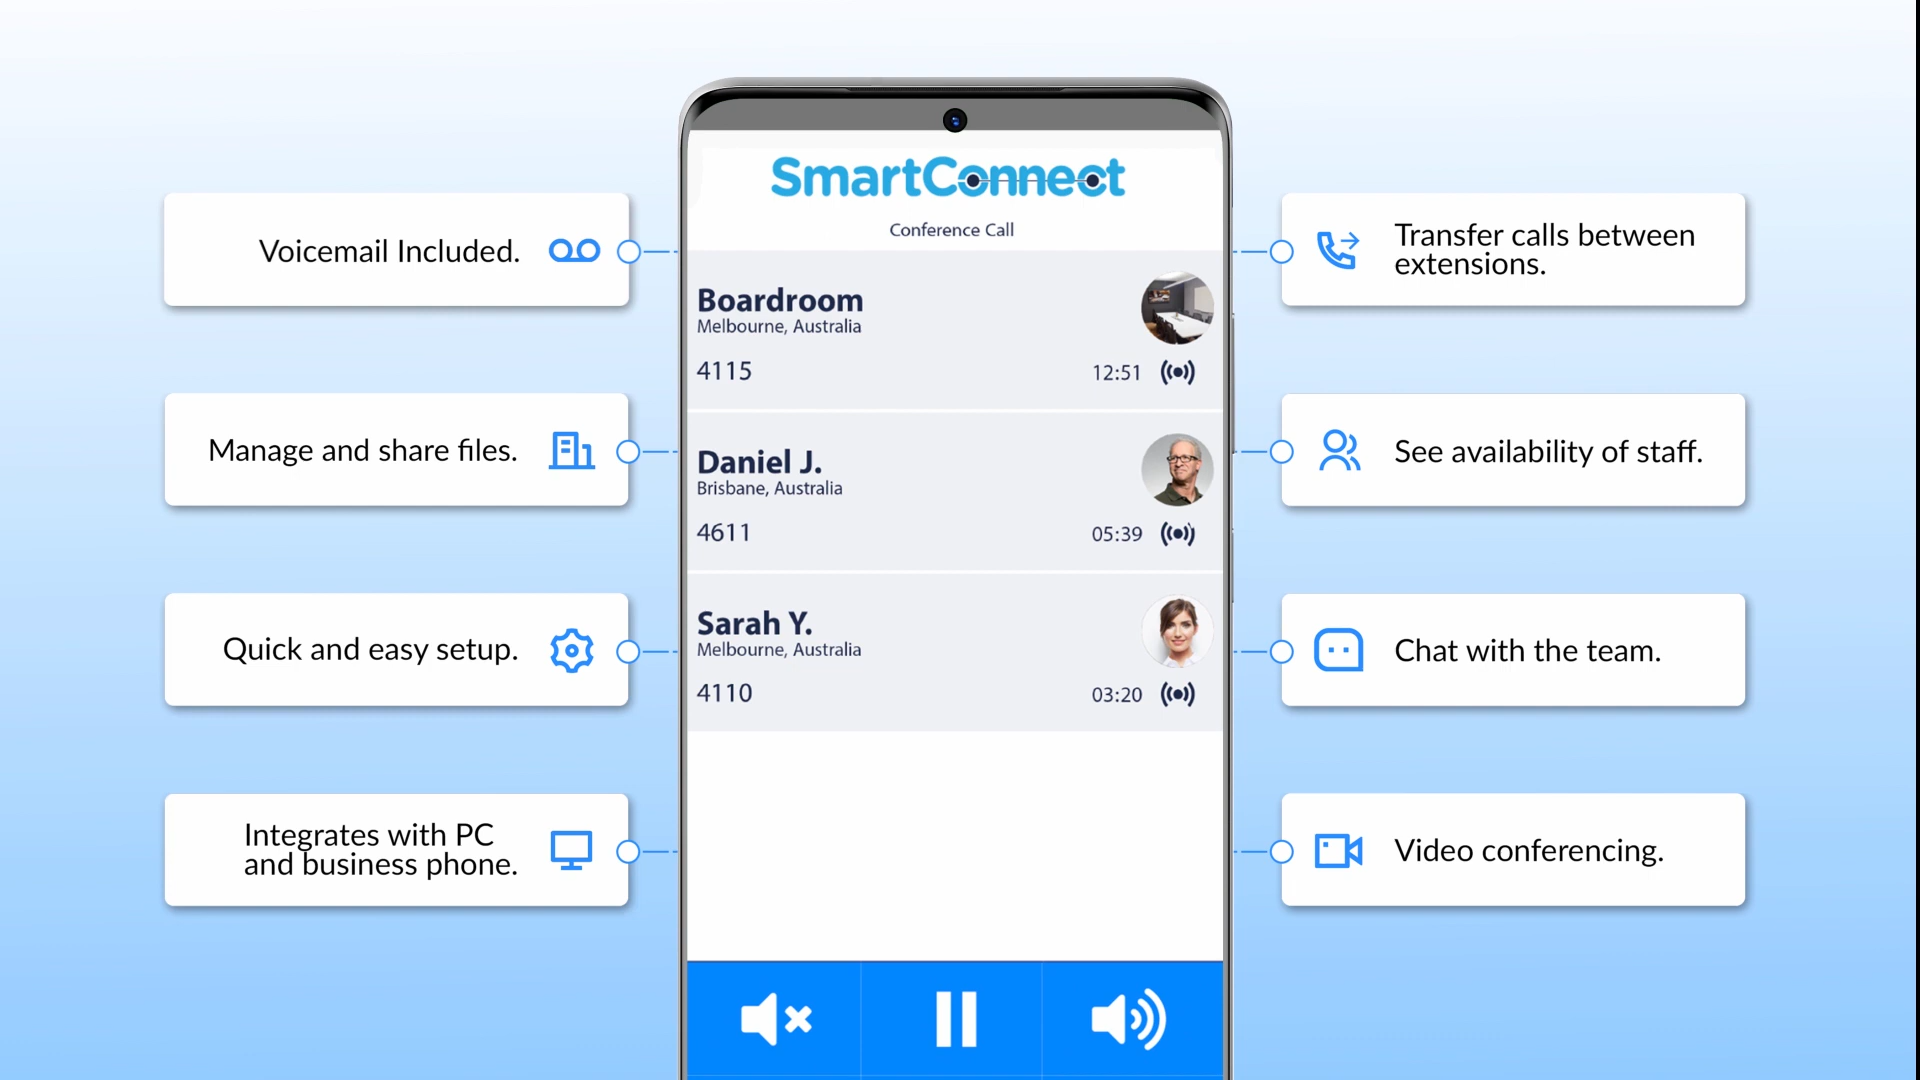 SmartConnect
Conference Call
Boardroom
Melbourne, Australia
4115
12:51
Daniel J.
Brisbane, Australia
4611
05:39
Sarah Y.
Melbourne, Australia
4110
03:20
Voicemail Included.
Manage and share files.
Quick and easy setup.
Integrates with PC
and business phone.
Transfer calls between
extensions.
See availability of staff.
Chat with the team.
Video conferencing.